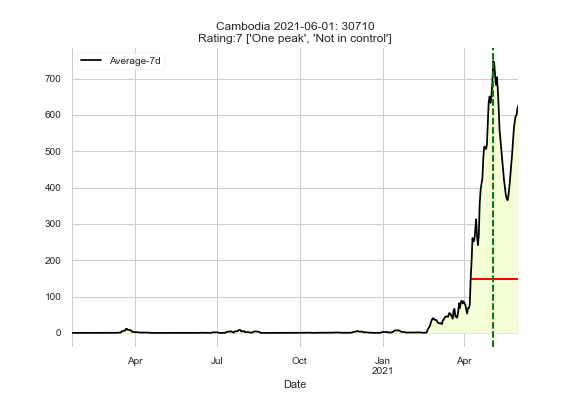 Cambodia 2021-06-01: 30710
Rating:7 ['One peak', 'Not in control']
Average-7d
700
600
500
400
300
200
100
0
Apr
Jul
Oct
Jan
2021
Apr
Date